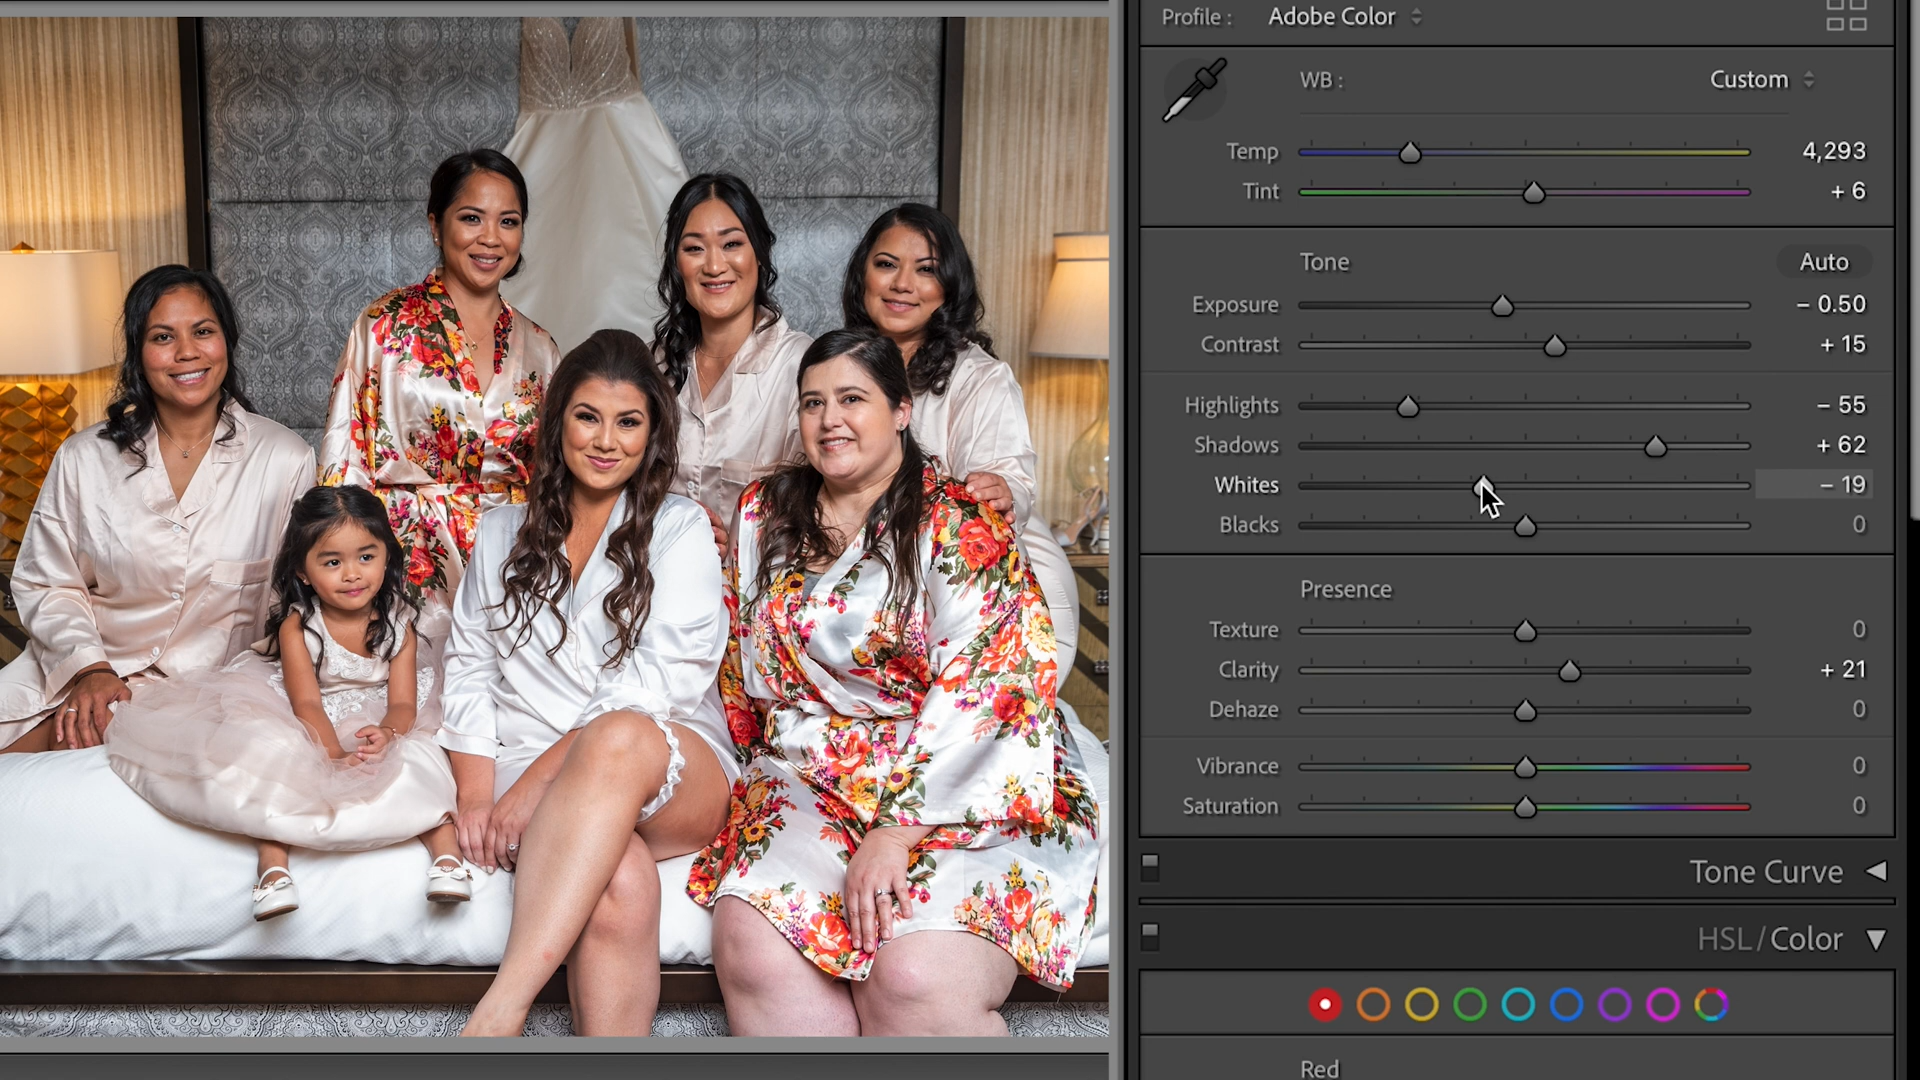 Profile : Adobe Color
WB : Custom
Temp 4,293
Tint + 6
Tone Auto
Exposure – 0.50
Contrast + 15
Highlights – 55
Shadows + 62
Whites – 19
Blacks 0
Presence
Texture 0
Clarity + 21
Dehaze 0
Vibrance 0
Saturation 0
Tone Curve
HSL / Color
Red